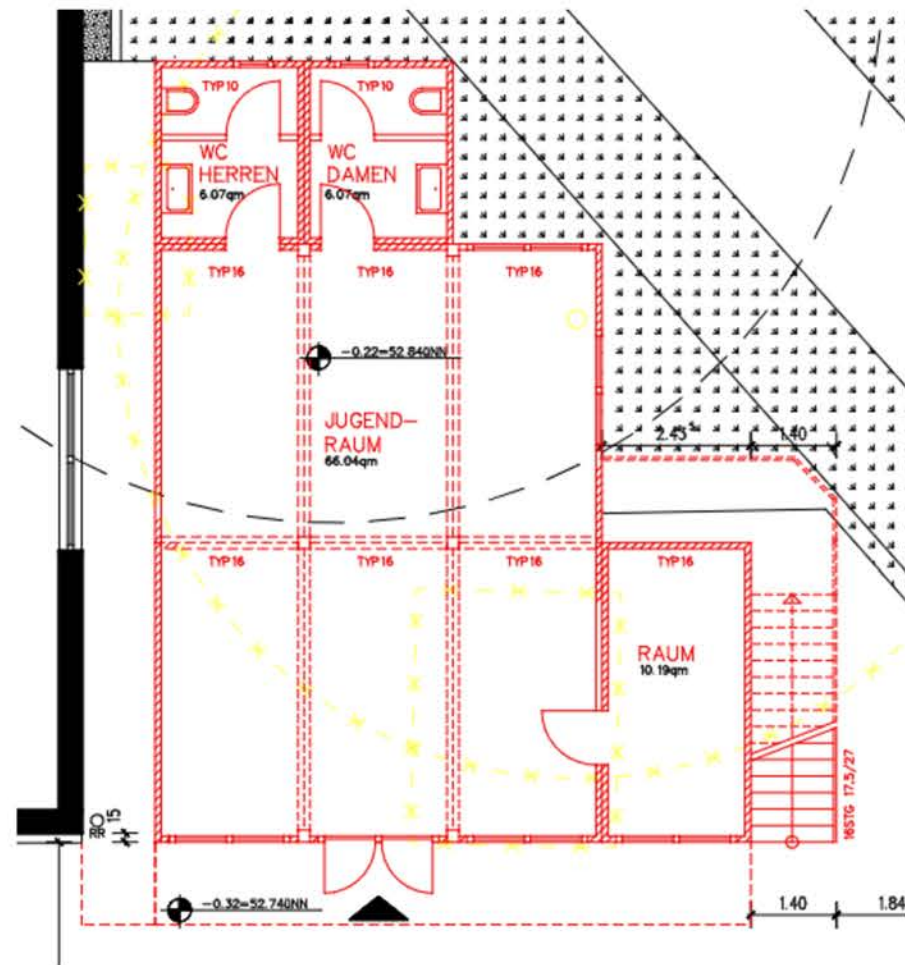 TYP10
TYP10
WC
HERREN
6.07qm
WC
DAMEN
6.07qm
TYP16
TYP16
TYP16
-0.22=52.840NN
JUGEND-
RAUM
66.04qm
2.43⁵
1.40
TYP16
TYP16
TYP16
TYP16
RAUM
10.19qm
16STG 17.5/27
15
-0.32=52.740NN
1.40
1.84